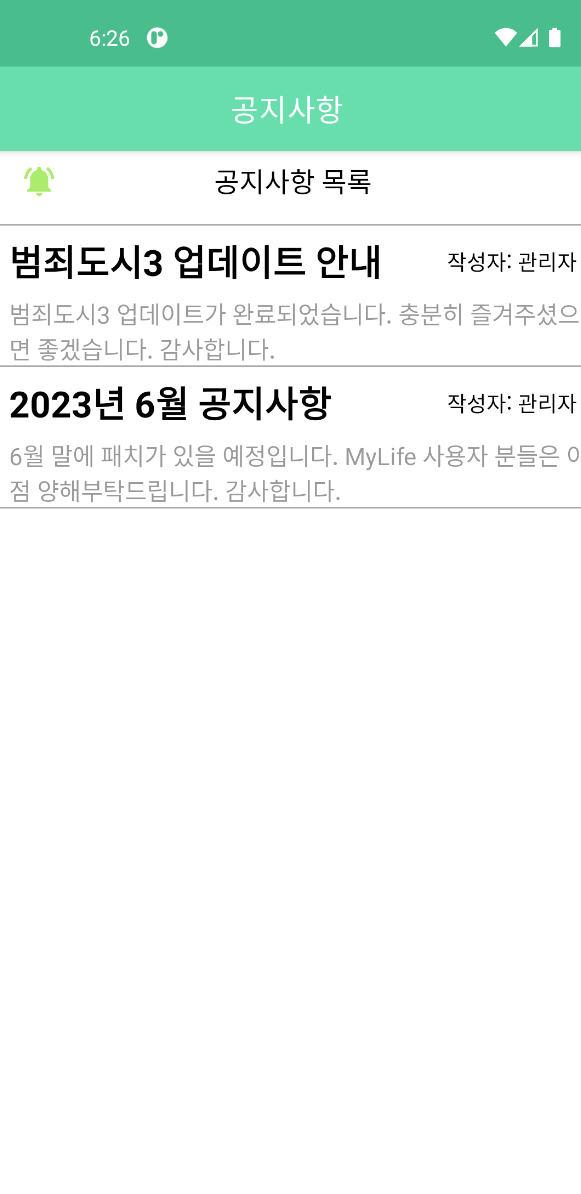 6:26
공지사항
공지사항 목록
범죄도시3 업데이트 안내
작성자: 관리자
범죄도시3 업데이트가 완료되었습니다. 충분히 즐겨주셨으
면 좋겠습니다. 감사합니다.
2023년 6월 공지사항
작성자: 관리자
6월 말에 패치가 있을 예정입니다. MyLife 사용자 분들은 이
점 양해부탁드립니다. 감사합니다.